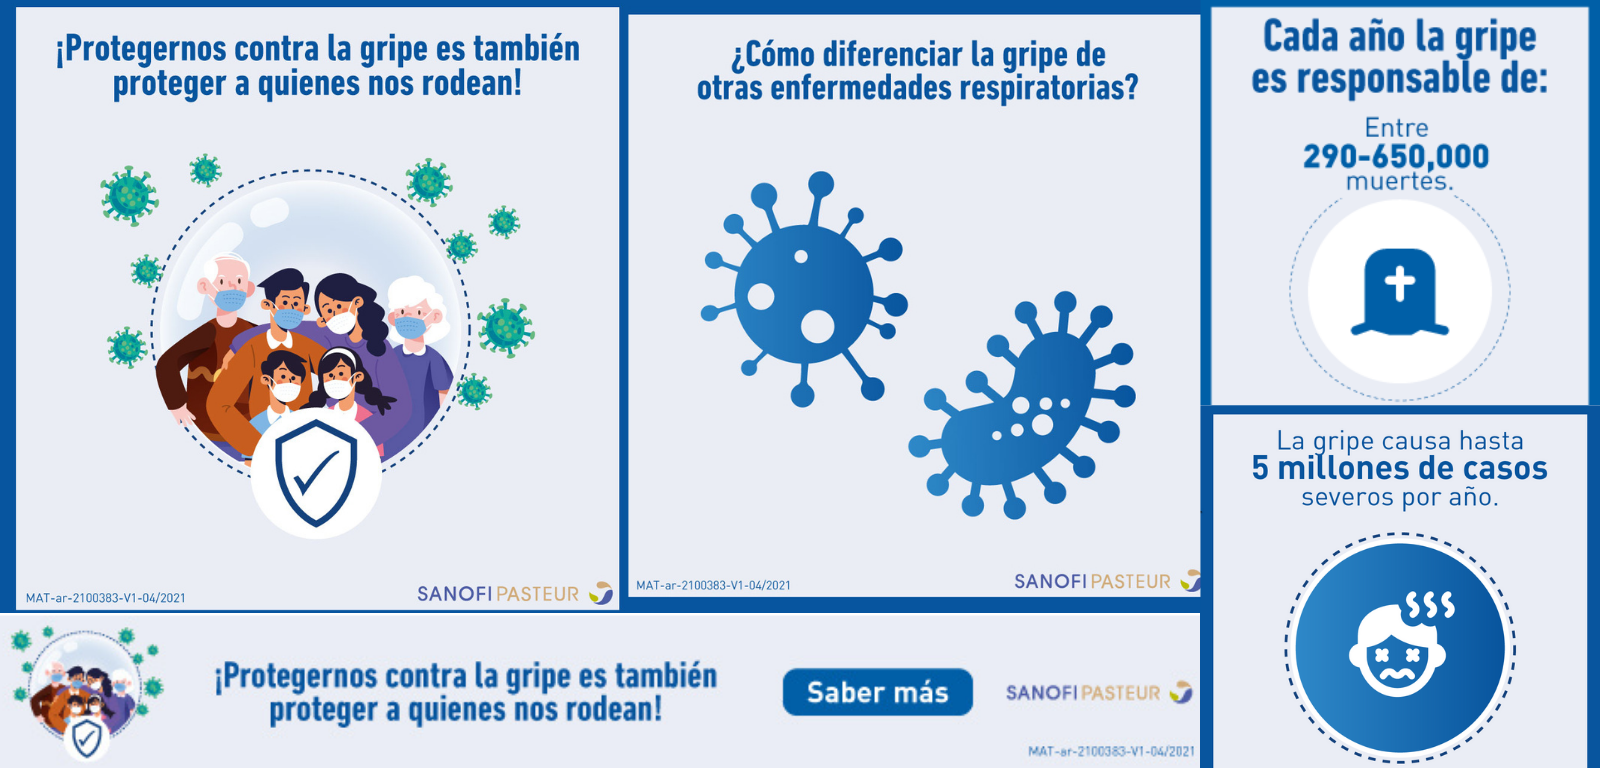 ¡Protegernos contra la gripe es también
proteger a quienes nos rodean!
MAT-ar-2100383-V1-04/2021
SANOFI PASTEUR
¿Cómo diferenciar la gripe de
otras enfermedades respiratorias?
MAT-ar-2100383-V1-04/2021
SANOFI PASTEUR
Cada año la gripe
es responsable de:
Entre
290-650,000
muertes.
La gripe causa hasta
5 millones de casos
severos por año.
¡Protegernos contra la gripe es también
proteger a quienes nos rodean!
Saber más
SANOFI PASTEUR
MAT-ar-2100383-V1-04/2021